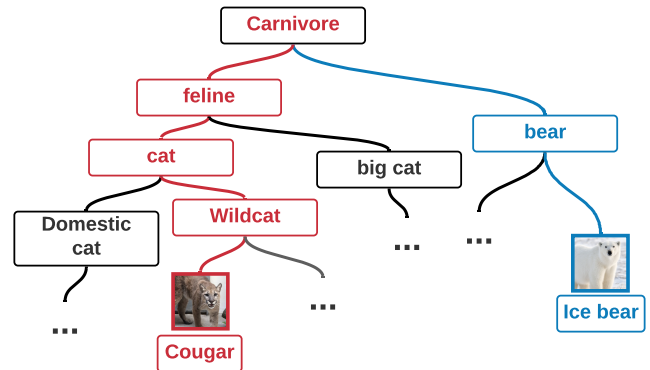 Carnivore
feline
bear
cat
big cat
Wildcat
Domestic
cat
...
...
...
...
Ice bear
Cougar